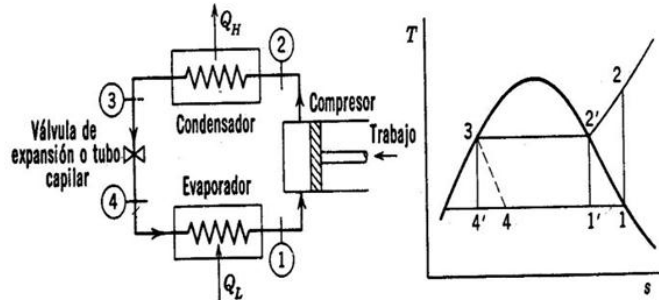 Q_H
2
3
Condensador
Compresor
Trabajo
Válvula de
expansión o tubo
capilar
4
Evaporador
1
Q_L
T
2
3
2'
4'
4
1'
1
s